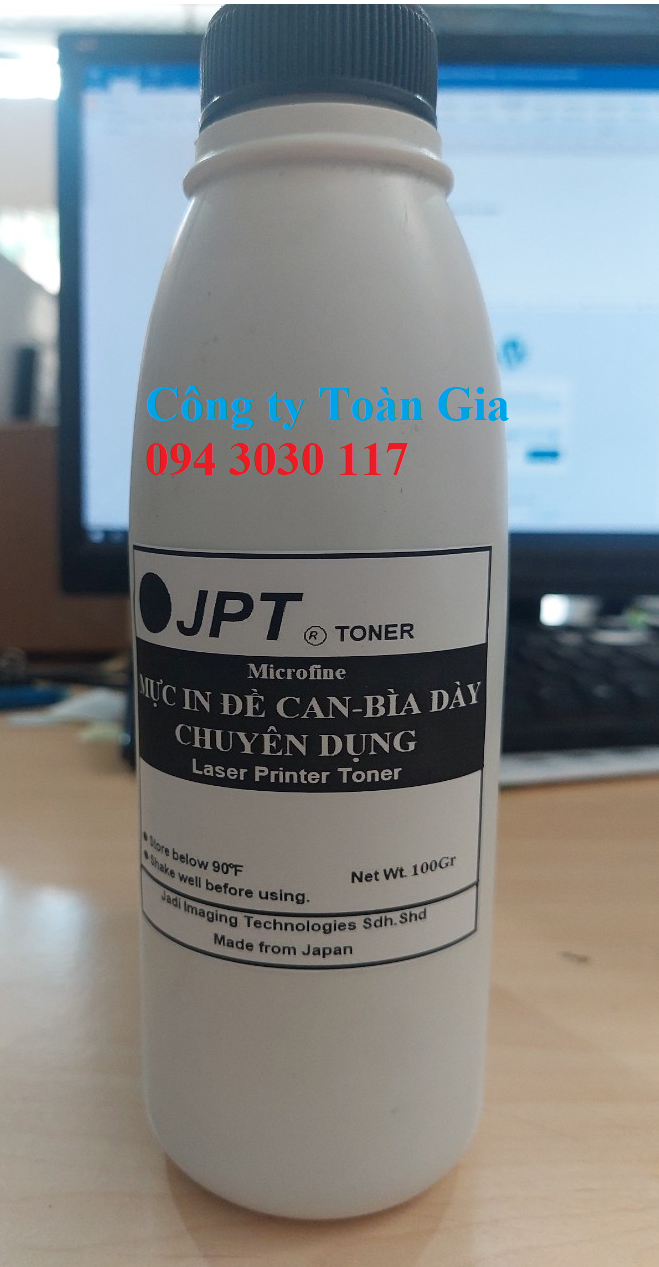 Công ty Toàn Gia
094 3030 117
JPT ® TONER
Microfine
MỰC IN ĐỀ CAN-BÌA DÀY
CHUYÊN DỤNG
Laser Printer Toner
• Store below 90ºF
• Shake well before using.
Net Wt. 100Gr
Jadi Imaging Technologies Sdh.Shd
Made from Japan